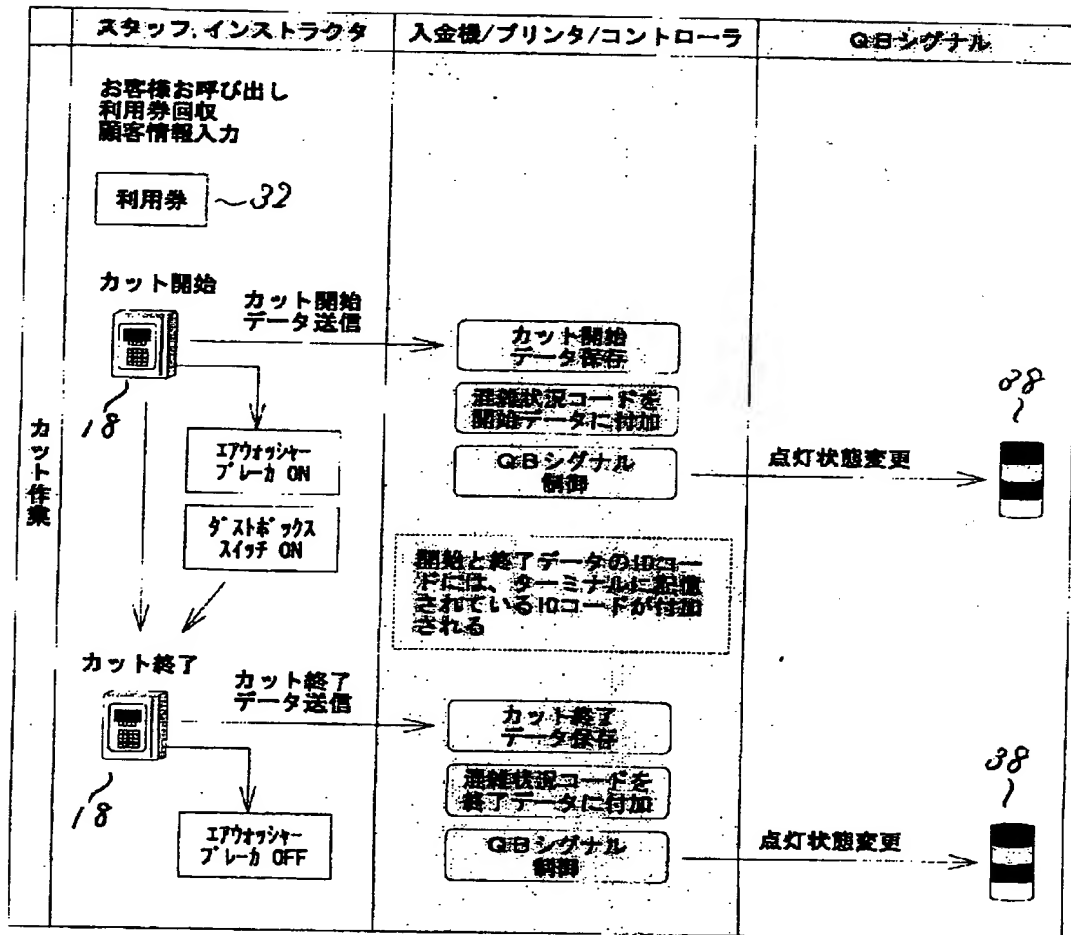 スタッフ.インストラクタ
入金機/プリンタ/コントローラ
QBシグナル
カット作業
お客様お呼び出し
利用券回収
顧客情報入力
利用券
32
カット開始
18
カット開始
データ送信
カット開始
データ保存
混雑状況コードを
開始データに付加
QBシグナル
制御
点灯状態変更
38
エアウォッシャー
ブレーカ ON
ダストボックス
スイッチ ON
開始と終了データのIDコー
ドには、ターミナルに記憶
されているIDコードが付加
される
カット終了
18
カット終了
データ送信
カット終了
データ保存
混雑状況コードを
終了データに付加
QBシグナル
制御
点灯状態変更
38
エアウォッシャー
ブレーカ OFF